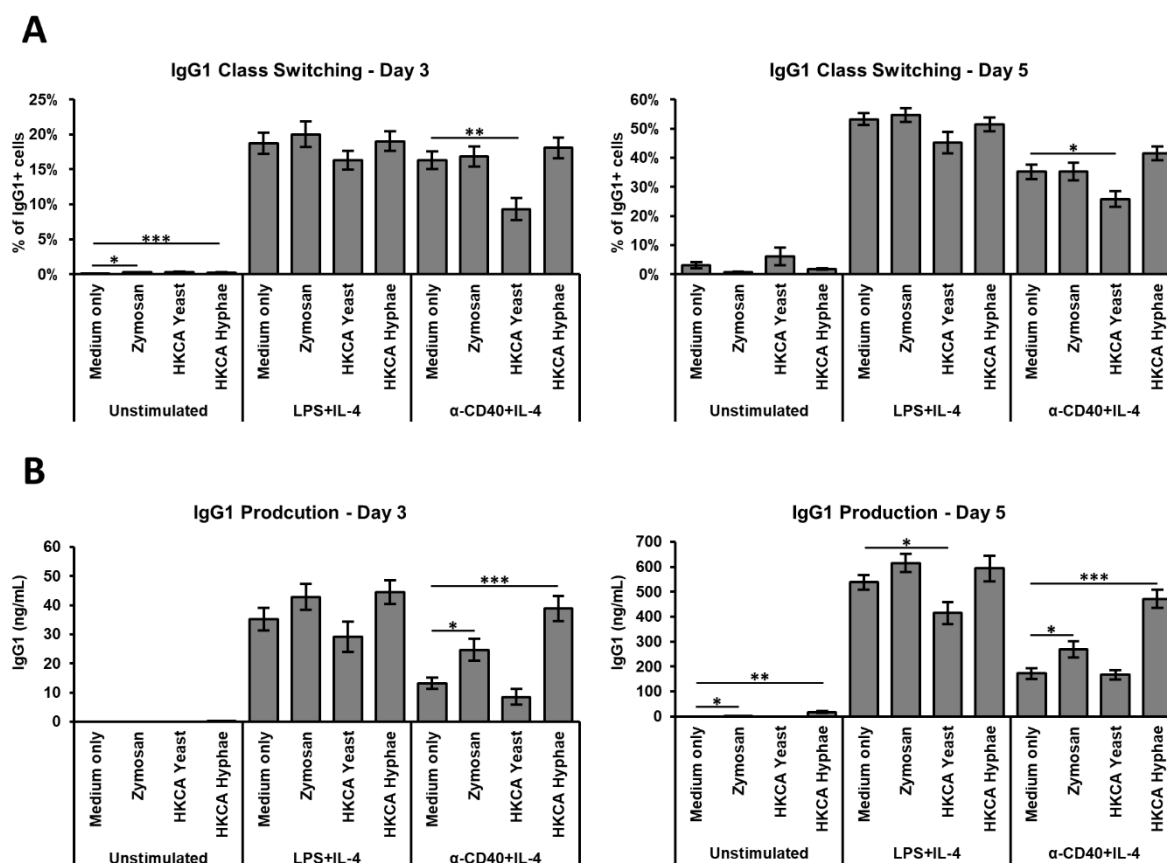 A
IgG1 Class Switching - Day 3
% of IgG1+ cells
25%
20%
15%
10%
5%
0%
*
***
**
Medium only
Zymosan
HKCA Yeast
HKCA Hyphae
Medium only
Zymosan
HKCA Yeast
HKCA Hyphae
Medium only
Zymosan
HKCA Yeast
HKCA Hyphae
Unstimulated
LPS+IL-4
α-CD40+IL-4
IgG1 Class Switching - Day 5
% of IgG1+ cells
60%
50%
40%
30%
20%
10%
0%
*
Medium only
Zymosan
HKCA Yeast
HKCA Hyphae
Medium only
Zymosan
HKCA Yeast
HKCA Hyphae
Medium only
Zymosan
HKCA Yeast
HKCA Hyphae
Unstimulated
LPS+IL-4
α-CD40+IL-4
B
IgG1 Prodcution - Day 3
IgG1 (ng/mL)
60
50
40
30
20
10
0
*
***
Medium only
Zymosan
HKCA Yeast
HKCA Hyphae
Medium only
Zymosan
HKCA Yeast
HKCA Hyphae
Medium only
Zymosan
HKCA Yeast
HKCA Hyphae
Unstimulated
LPS+IL-4
α-CD40+IL-4
IgG1 Production - Day 5
IgG1 (ng/mL)
700
600
500
400
300
200
100
0
*
**
*
*
***
Medium only
Zymosan
HKCA Yeast
HKCA Hyphae
Medium only
Zymosan
HKCA Yeast
HKCA Hyphae
Medium only
Zymosan
HKCA Yeast
HKCA Hyphae
Unstimulated
LPS+IL-4
α-CD40+IL-4